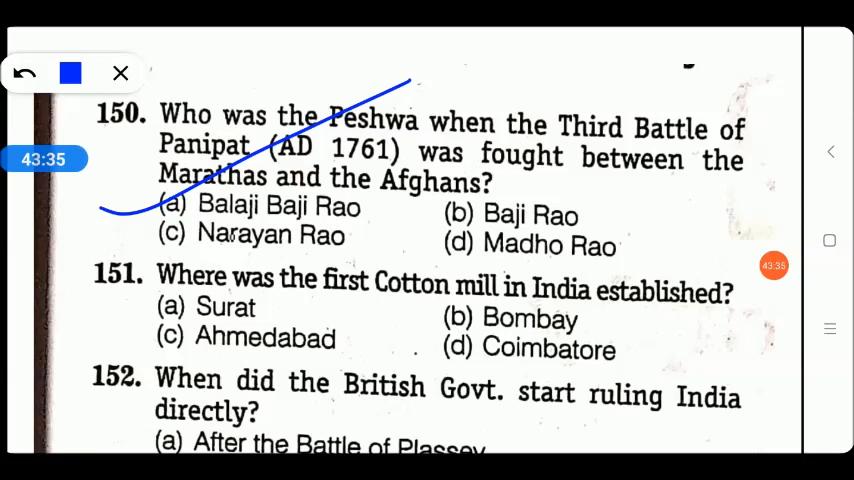 150. Who was the Peshwa when the Third Battle of
43:35
Panipat (AD 1761) was fought between the
Marathas and the Afghans?
(a) Balaji Baji Rao (b) Baji Rao
(c) Narayan Rao (d) Madho Rao
43:35
151. Where was the first Cotton mill in India established?
(a) Surat (b) Bombay
(c) Ahmedabad (d) Coimbatore
152. When did the British Govt. start ruling India
directly?
(a) After the Battle of Plassey